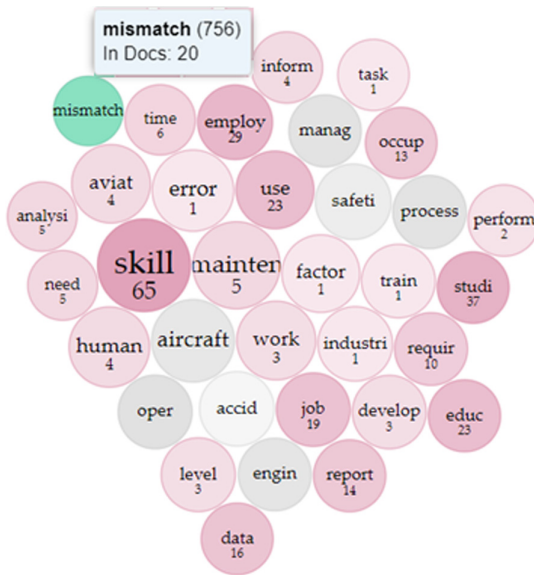 mismatch (756)
In Docs: 20
inform
4
task
1
mismatch
time
6
employ
29
manag
occup
13
aviat
4
error
1
use
23
safeti
process
analysi
5
perform
2
skill
65
mainten
5
factor
1
train
1
need
5
studi
37
human
4
aircraft
work
3
industri
1
requir
10
oper
accid
job
19
develop
3
educ
23
level
3
engin
report
14
data
16